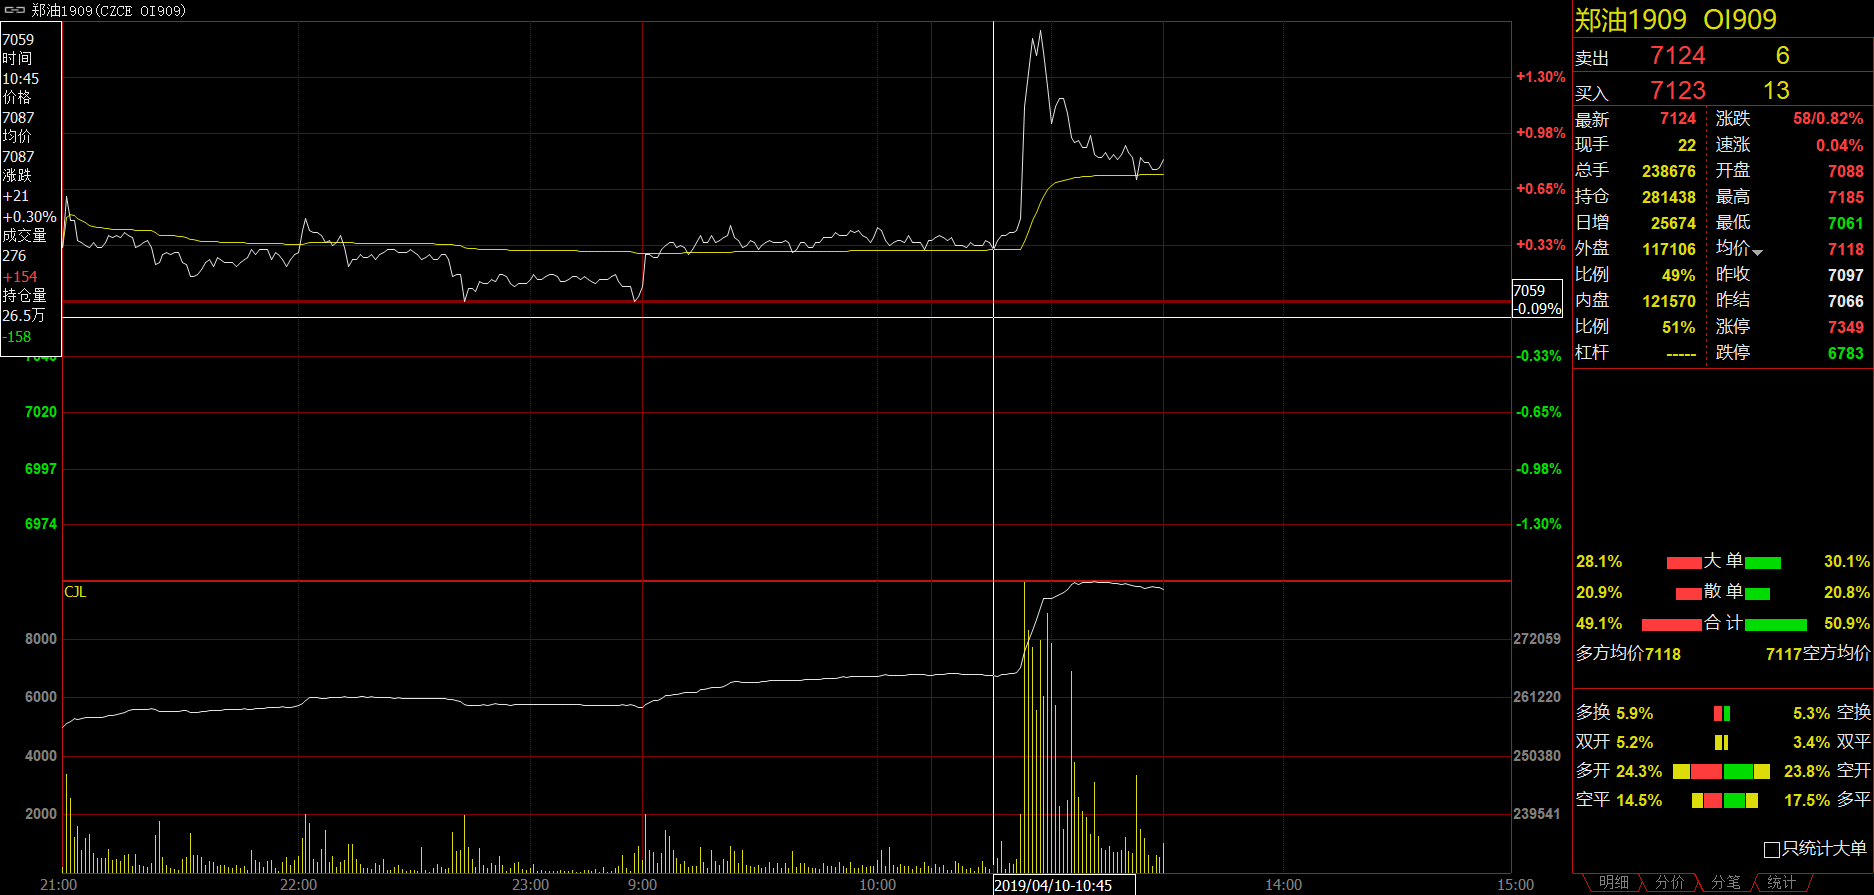 郑油1909(CZCE OI909)
7059
时间
10:45
价格
7087
均价
7087
涨跌
+21
+0.30%
成交量
276
+154
持仓量
26.5万
-158
7020
6997
6974
+1.30%
+0.98%
+0.65%
+0.33%
7059
-0.09%
-0.33%
-0.65%
-0.98%
-1.30%
CJL
8000
6000
4000
2000
272059
261220
250380
239541
21:00 22:00 23:00 9:00 10:00 2019/04/10-10:45 14:00 15:00
郑油1909 OI909
卖出 7124 6
买入 7123 13
最新 7124 涨跌 58/0.82%
现手 22 速涨 0.04%
总手 238676 开盘 7088
持仓 281438 最高 7185
日增 25674 最低 7061
外盘 117106 均价 7118
比例 49% 昨收 7097
内盘 121570 昨结 7066
比例 51% 涨停 7349
杠杆 ----- 跌停 6783
28.1% 大单 30.1%
20.9% 散单 20.8%
49.1% 合计 50.9%
多方均价7118 7117空方均价
多换 5.9% 5.3% 空换
双开 5.2% 3.4% 双平
多开 24.3% 23.8% 空开
空平 14.5% 17.5% 多平
只统计大单
明细 分价 分笔 统计